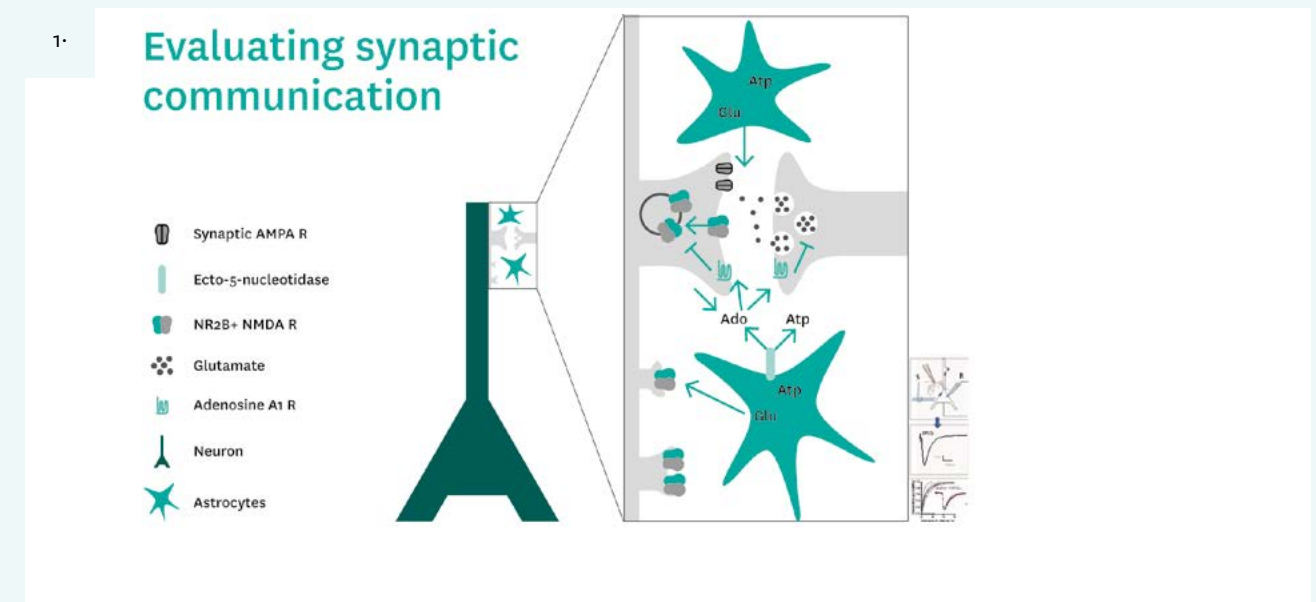 1.
Evaluating synaptic
communication
Synaptic AMPA R
Ecto-5-nucleotidase
NR2B+ NMDA R
Glutamate
Adenosine A1 R
Neuron
Astrocytes
Atp
Glu
Ado
Atp
Atp
Glu